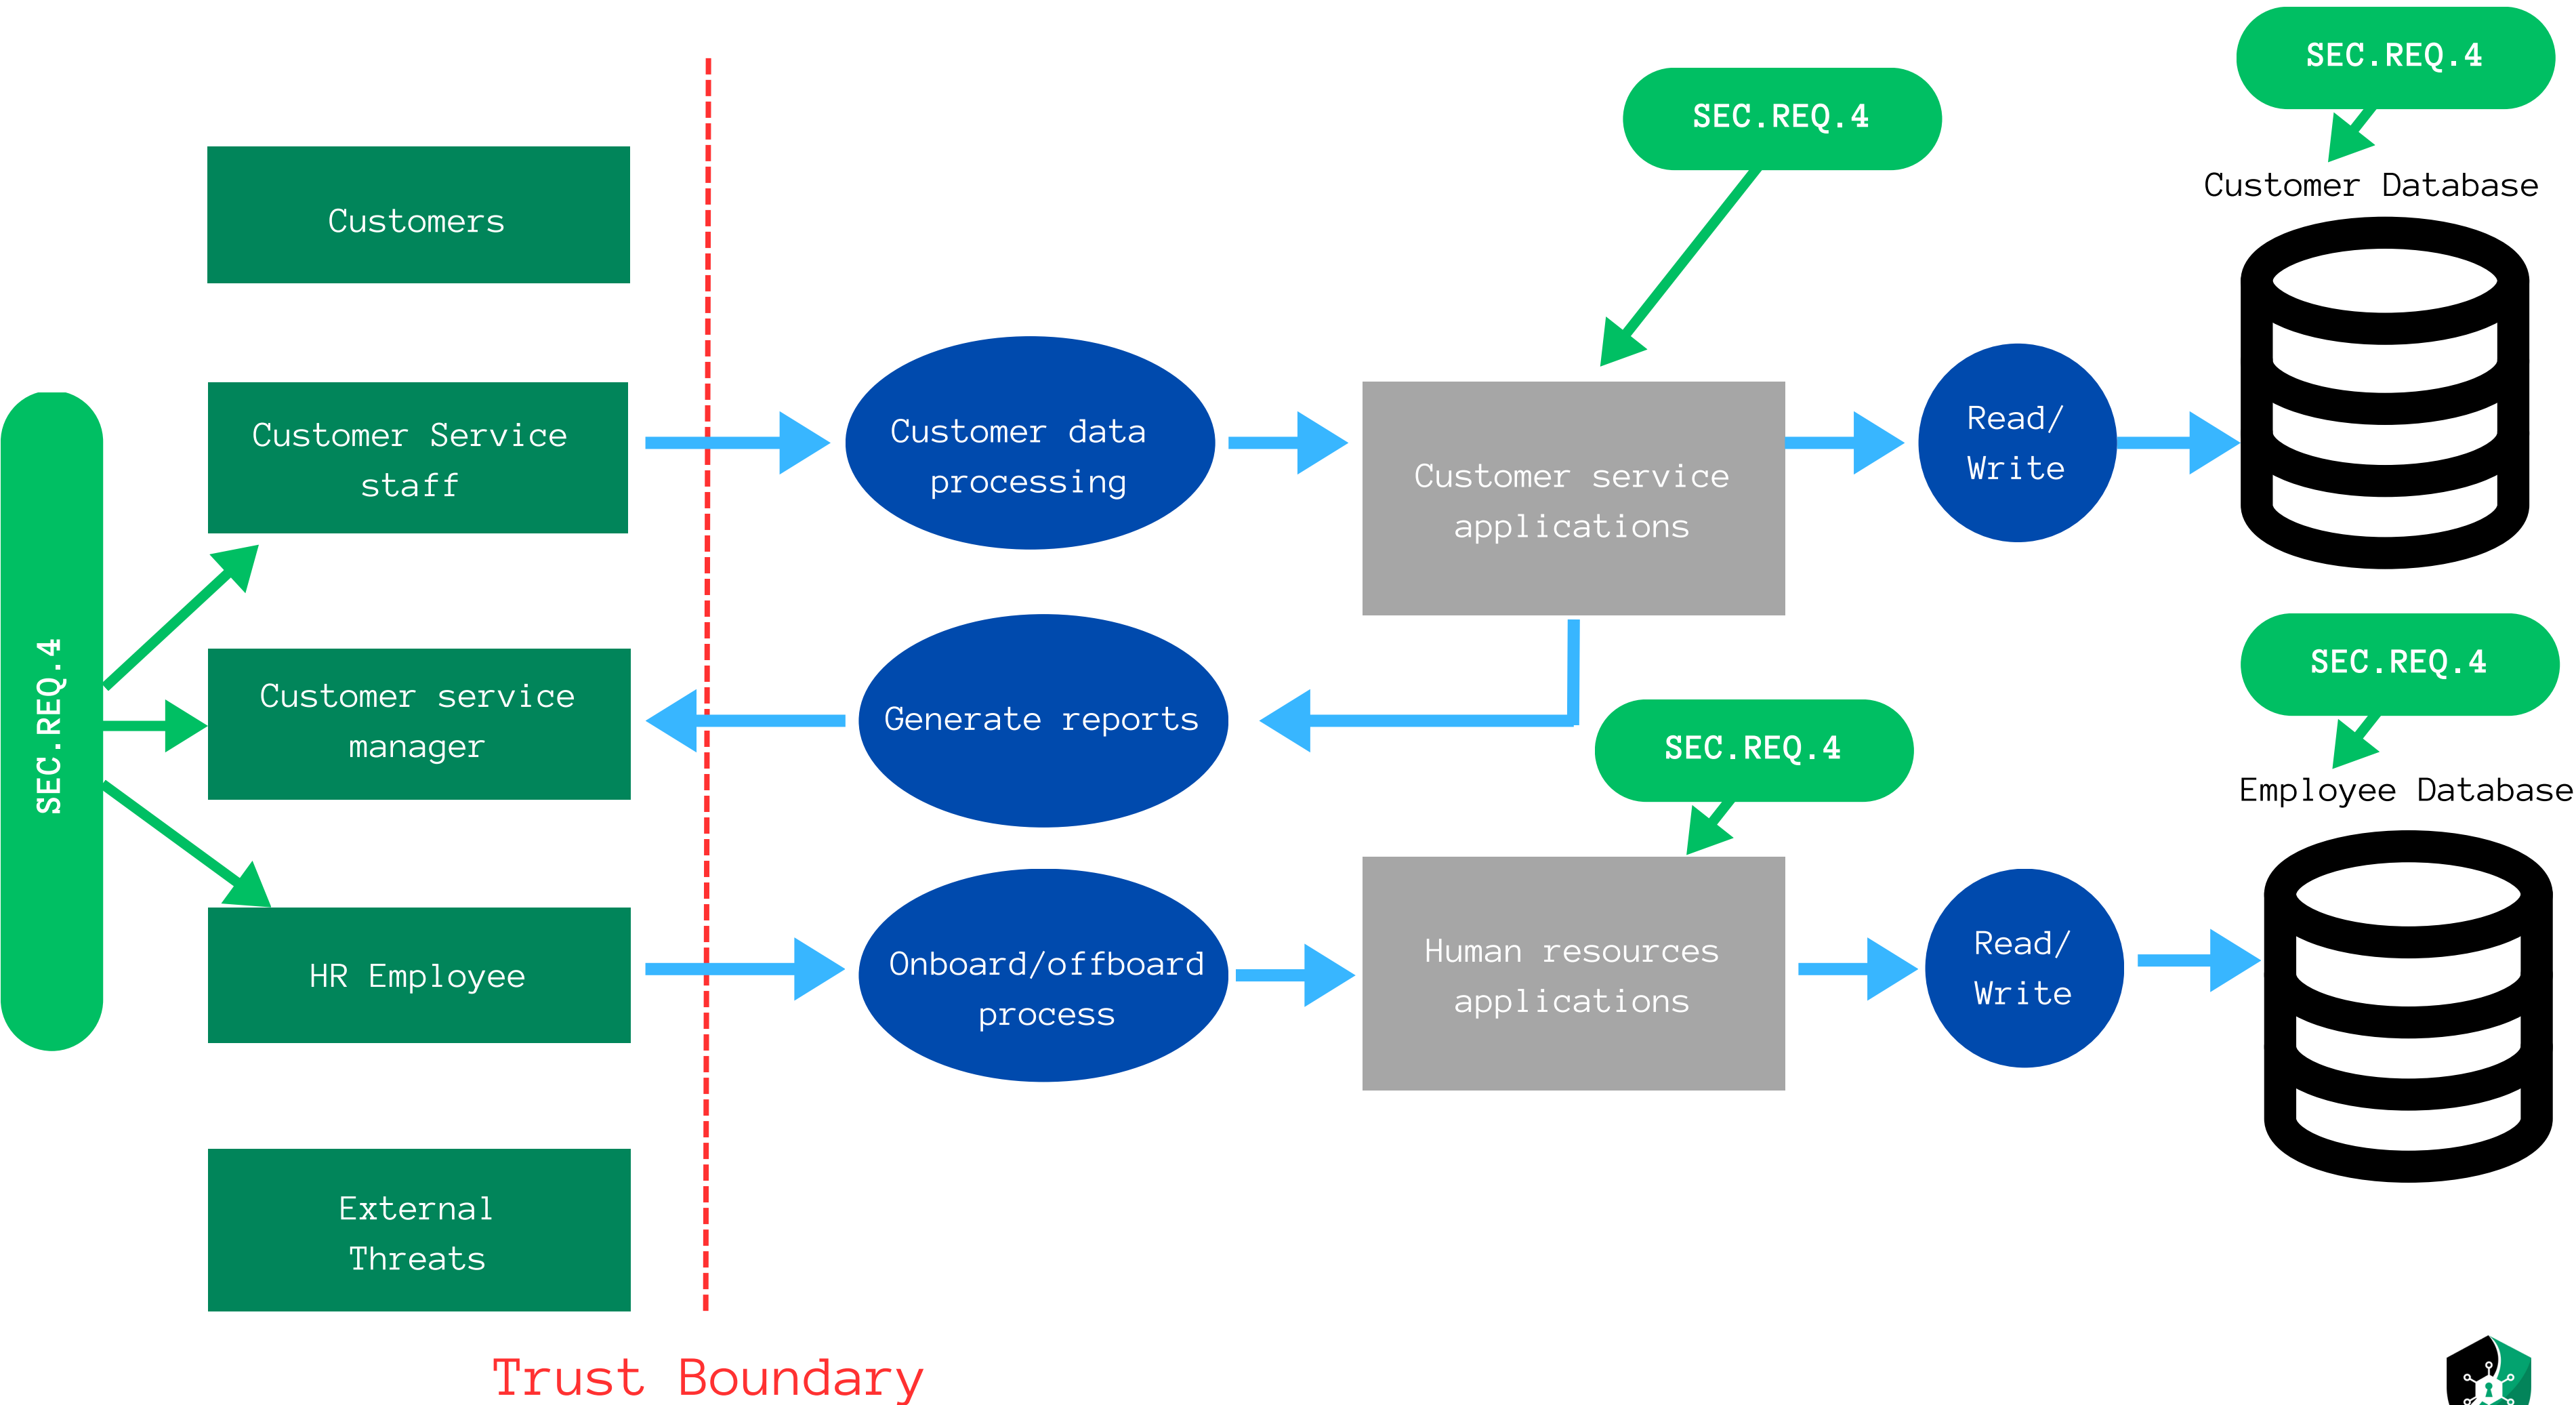 SEC.REQ.4
SEC.REQ.4
Customer Database
Customers
Customer Service
staff
Customer data
processing
Customer service
applications
Read/
Write
SEC.REQ.4
Customer service
manager
Generate reports
SEC.REQ.4
SEC.REQ.4
Employee Database
HR Employee
Onboard/offboard
process
Human resources
applications
Read/
Write
External
Threats
Trust Boundary